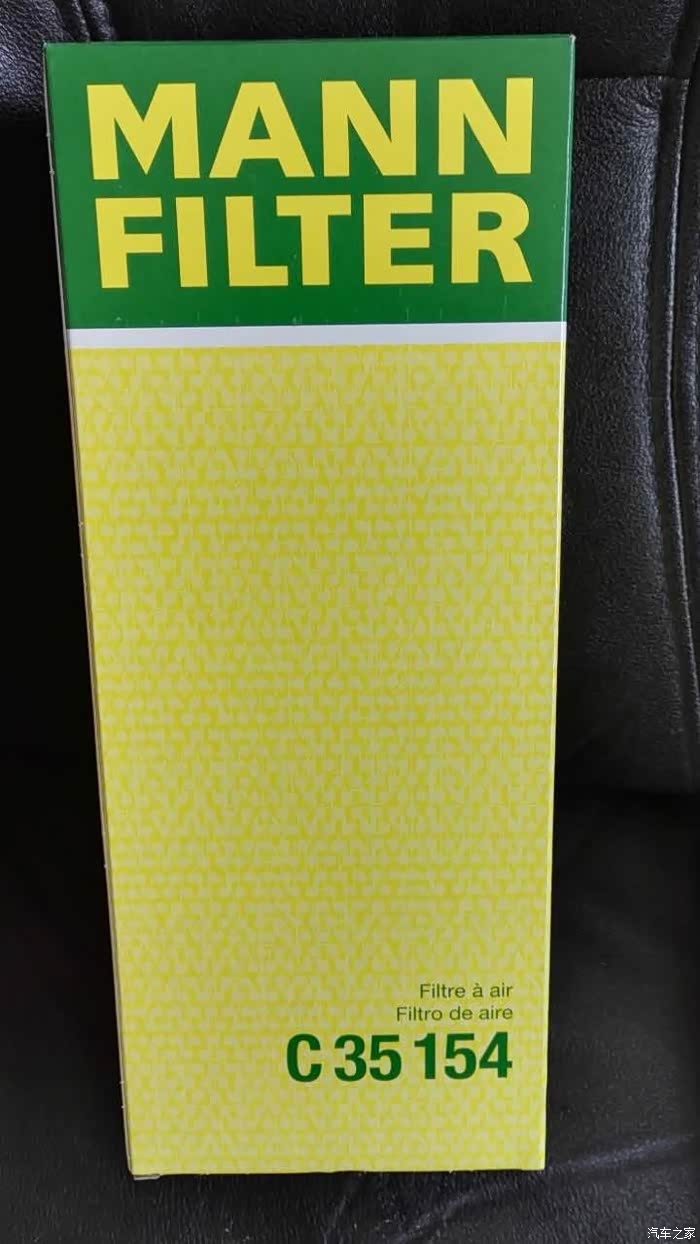 MANN
FILTER
Filtre à air
Filtro de aire
C 35 154
汽车之家